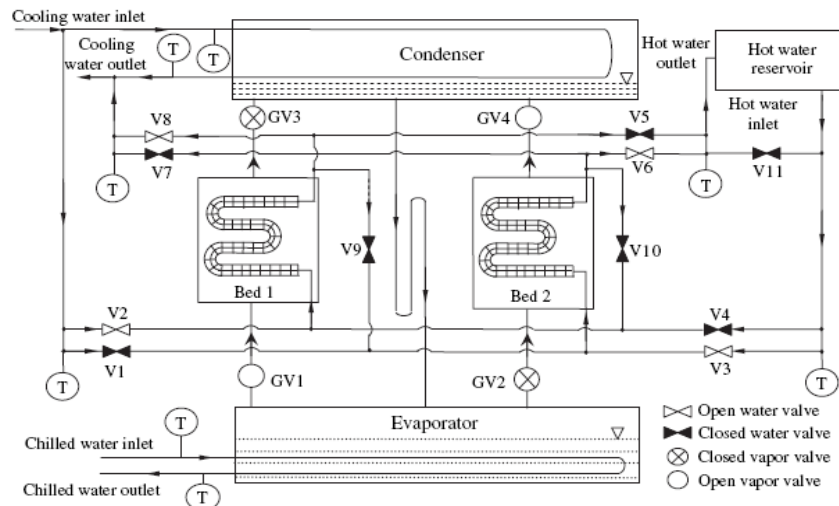 Cooling water inlet
Cooling
water outlet
T
T
Condenser
Hot water
outlet
Hot water
reservoir
Hot water
inlet
GV3
GV4
V8
V5
V7
V6
V11
T
T
V9
V10
Bed 1
Bed 2
V2
V4
V1
V3
T
GV1
GV2
T
Evaporator
Chilled water inlet
T
Chilled water outlet
T
Open water valve
Closed water valve
Closed vapor valve
Open vapor valve